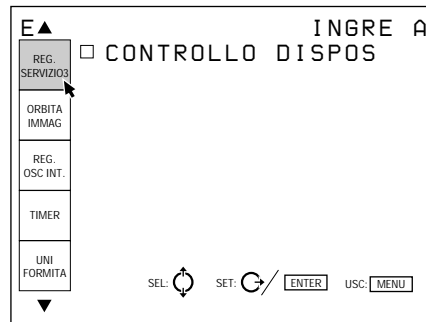 E▲ INGRE A
REG.
SERVIZIO3
□ CONTROLLO DISPOS
ORBITA
IMMAG
REG.
OSC INT.
TIMER
UNI
FORMITA
▼
SEL: SET: / ENTER USC: MENU